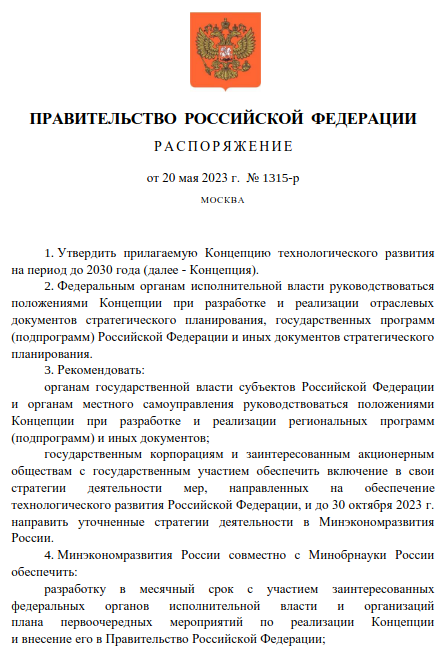 ПРАВИТЕЛЬСТВО РОССИЙСКОЙ ФЕДЕРАЦИИ
РАСПОРЯЖЕНИЕ
от 20 мая 2023 г. № 1315-р
МОСКВА
1. Утвердить прилагаемую Концепцию технологического развития
на период до 2030 года (далее - Концепция).
2. Федеральным органам исполнительной власти руководствоваться
положениями Концепции при разработке и реализации отраслевых
документов стратегического планирования, государственных программ
(подпрограмм) Российской Федерации и иных документов стратегического
планирования.
3. Рекомендовать:
органам государственной власти субъектов Российской Федерации
и органам местного самоуправления руководствоваться положениями
Концепции при разработке и реализации региональных программ
(подпрограмм) и иных документов;
государственным корпорациям и заинтересованным акционерным
обществам с государственным участием обеспечить включение в свои
стратегии деятельности мер, направленных на обеспечение
технологического развития Российской Федерации, и до 30 октября 2023 г.
направить уточненные стратегии деятельности в Минэкономразвития
России.
4. Минэкономразвития России совместно с Минобрнауки России
обеспечить:
разработку в месячный срок с участием заинтересованных
федеральных органов исполнительной власти и организаций
плана первоочередных мероприятий по реализации Концепции
и внесение его в Правительство Российской Федерации;